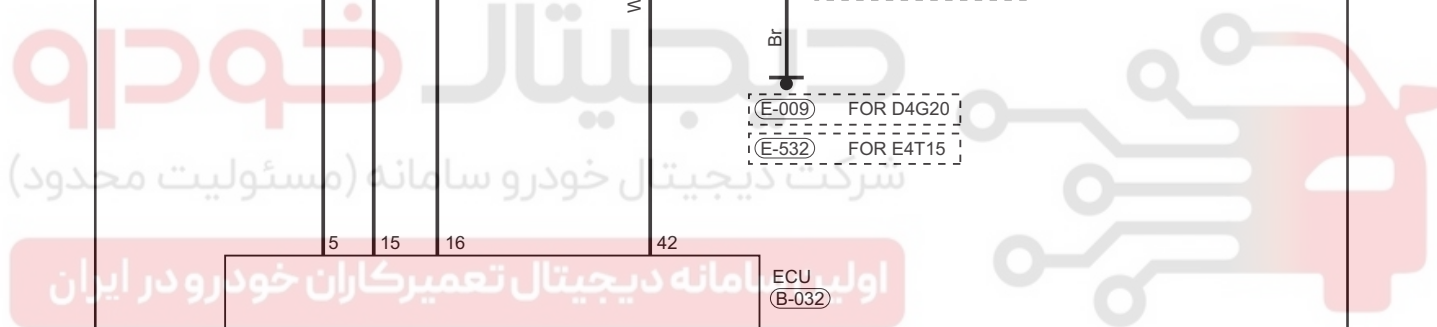 W
Br
دیجیتال خودرو
E-009 FOR D4G20
E-532 FOR E4T15
شرکت دیجیتال خودرو سامانه (مسئولیت محدود)
5 15 16 42
اولین سامانه دیجیتال تعمیرکاران خودرو در ایران
ECU
B-032